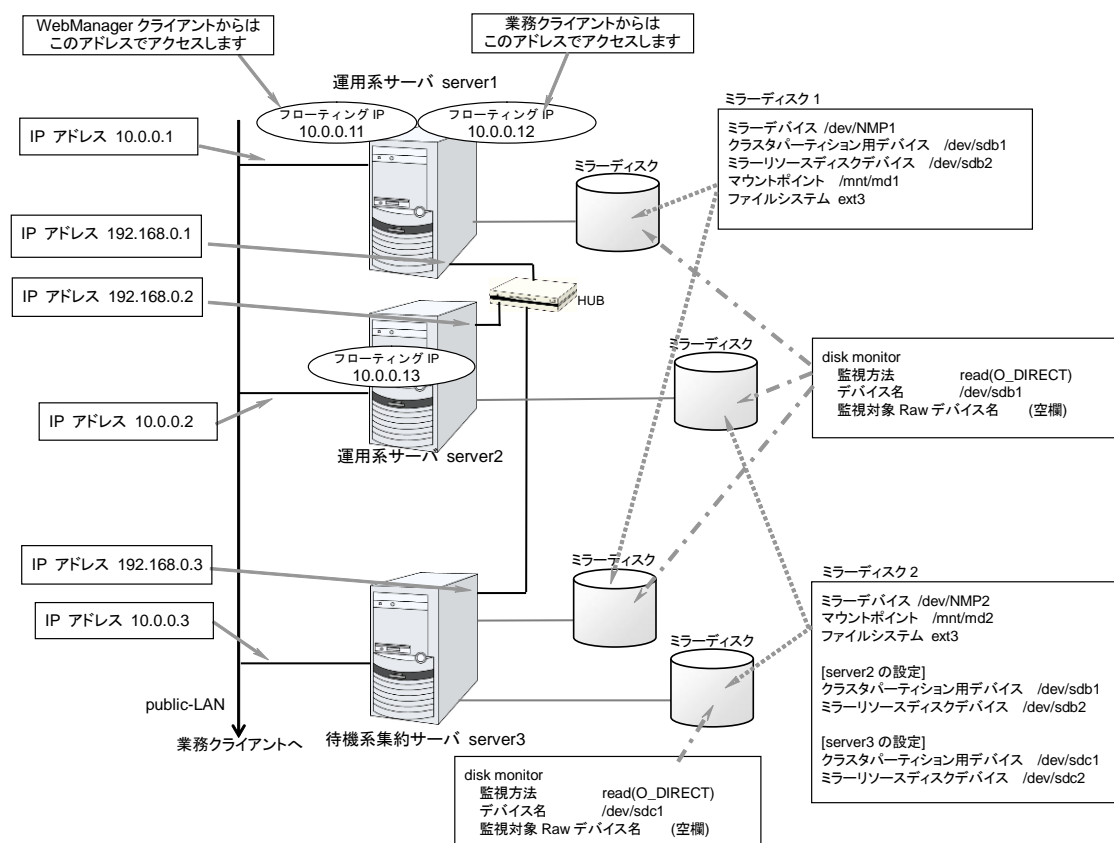 WebManager クライアントからは
このアドレスでアクセスします
業務クライアントからは
このアドレスでアクセスします
運用系サーバ server1
フローティング IP
10.0.0.11
フローティング IP
10.0.0.12
IP アドレス 10.0.0.1
ミラーディスク
ミラーディスク 1
ミラーデバイス /dev/NMP1
クラスタパーティション用デバイス /dev/sdb1
ミラーリソースディスクデバイス /dev/sdb2
マウントポイント /mnt/md1
ファイルシステム ext3
IP アドレス 192.168.0.1
IP アドレス 192.168.0.2
HUB
フローティング IP
10.0.0.13
ミラーディスク
disk monitor
監視方法 read(O_DIRECT)
デバイス名 /dev/sdb1
監視対象 Raw デバイス名 (空欄)
IP アドレス 10.0.0.2
運用系サーバ server2
IP アドレス 192.168.0.3
ミラーディスク
IP アドレス 10.0.0.3
ミラーディスク
ミラーディスク 2
ミラーデバイス /dev/NMP2
マウントポイント /mnt/md2
ファイルシステム ext3
[server2 の設定]
クラスタパーティション用デバイス /dev/sdb1
ミラーリソースディスクデバイス /dev/sdb2
[server3 の設定]
クラスタパーティション用デバイス /dev/sdc1
ミラーリソースディスクデバイス /dev/sdc2
public-LAN
業務クライアントへ
待機系集約サーバ server3
disk monitor
監視方法 read(O_DIRECT)
デバイス名 /dev/sdc1
監視対象 Raw デバイス名 (空欄)